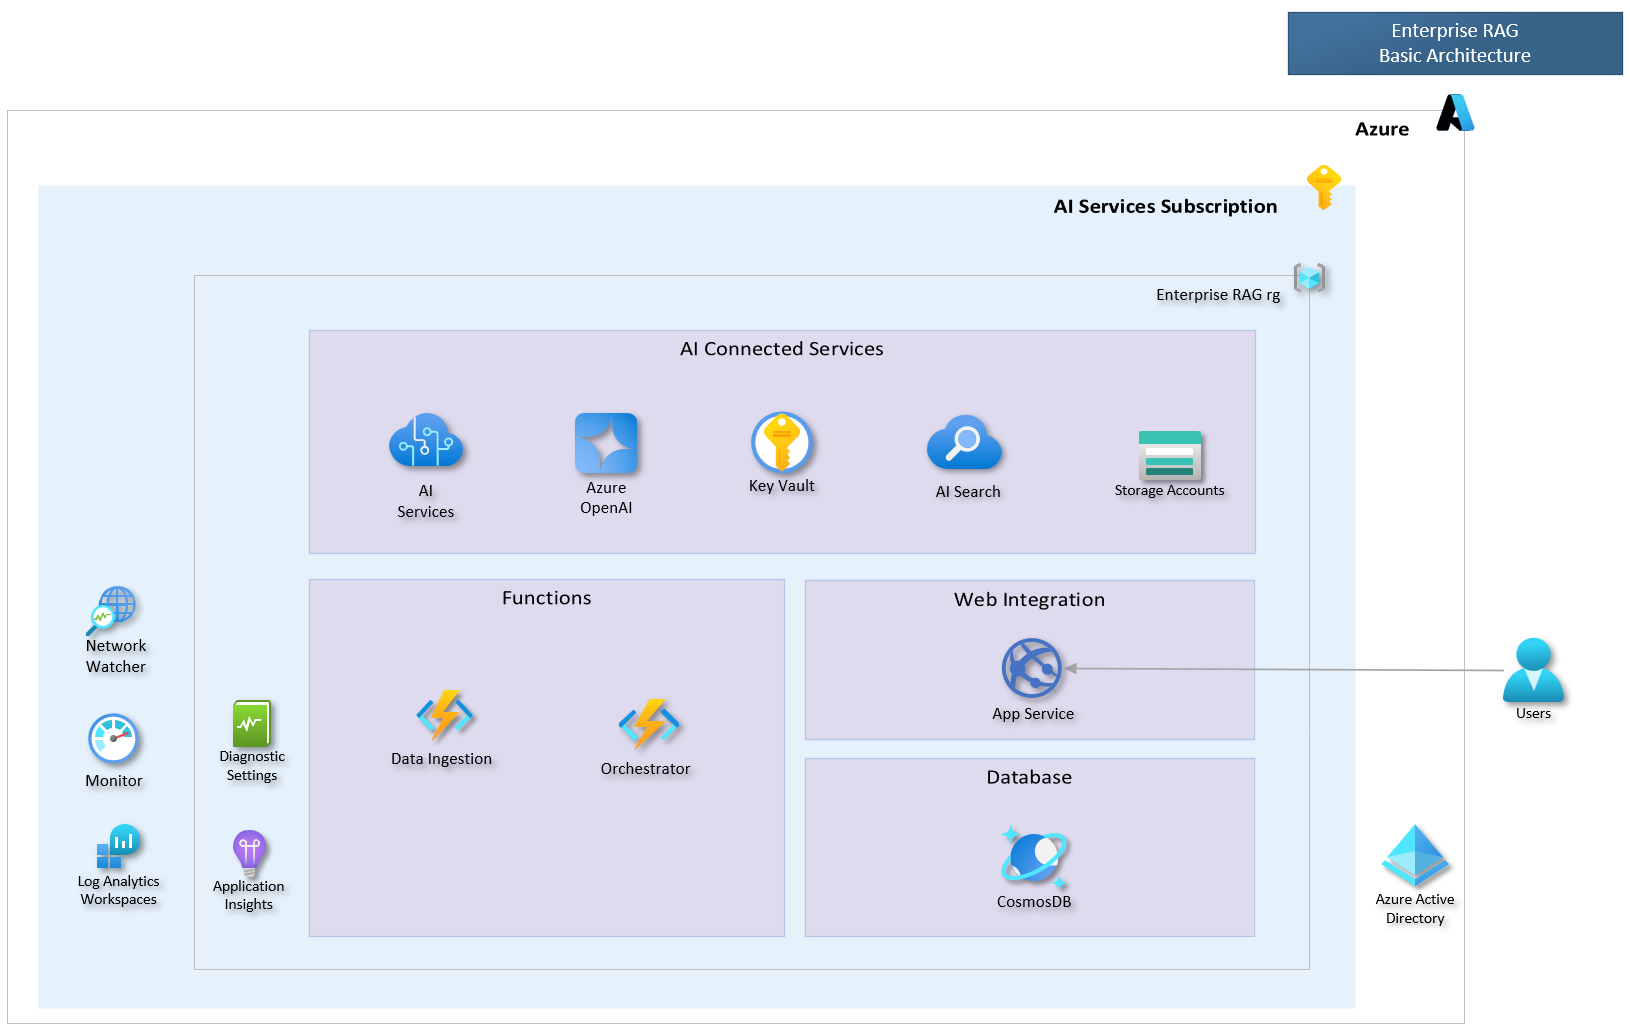 Enterprise RAG
Basic Architecture
Azure
AI Services Subscription
Enterprise RAG rg
AI Connected Services
AI
Services
Azure
OpenAI
Key Vault
AI Search
Storage Accounts
Network
Watcher
Monitor
Log Analytics
Workspaces
Diagnostic
Settings
Application
Insights
Functions
Data Ingestion
Orchestrator
Web Integration
App Service
Database
CosmosDB
Users
Azure Active
Directory